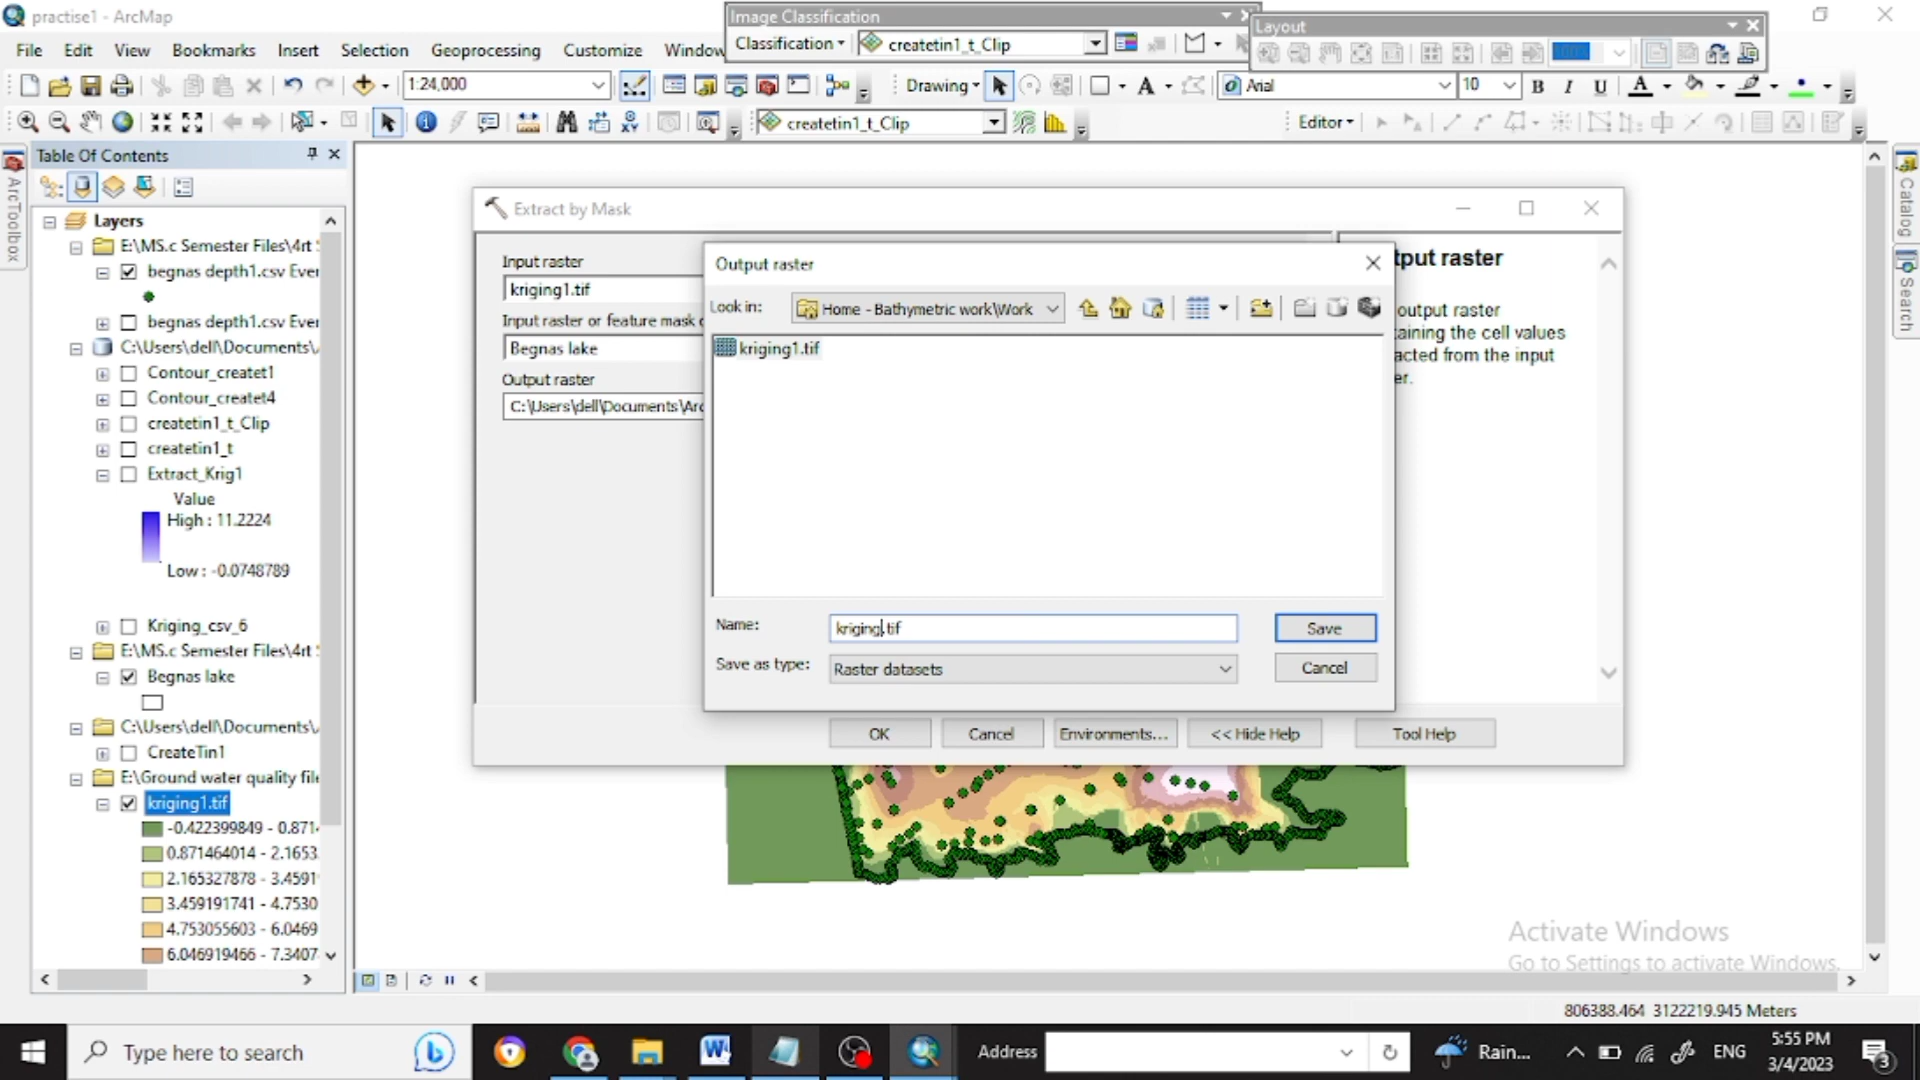 practise1 - ArcMap
Image Classification
Layout
File Edit View Bookmarks Insert Selection Geoprocessing Customize Window
Classification createtin1_t_Clip
1:24,000 Drawing A Arial 10 B I U A
createtin1_t_Clip Editor
Table Of Contents
ArcToolbox
Catalog
Search
Layers
E:\MS.c Semester Files\4rt
begnas depth1.csv Even
begnas depth1.csv Even
C:\Users\dell\Documents\
Contour_createt1
Contour_createt4
createtin1_t_Clip
createtin1_t
Extract_Krig1
Value
High : 11.2224
Low : -0.0748789
Kriging_csv_6
E:\MS.c Semester Files\4rt
Begnas lake
C:\Users\dell\Documents\
CreateTin1
E:\Ground water quality file
kriging1.tif
-0.422399849 - 0.871
0.871464014 - 2.1653
2.165327878 - 3.4591
3.459191741 - 4.7530
4.753055603 - 6.0469
6.046919466 - 7.3407
Extract by Mask
Input raster
kriging1.tif
Input raster or feature mask
Begnas lake
Output raster
C:\Users\dell\Documents\Arc
tput raster
output raster
taining the cell values
acted from the input
er.
Output raster
Look in: Home - Bathymetric work\Work
kriging1.tif
Name: kriging.tif Save
Save as type: Raster datasets Cancel
OK Cancel Environments... << Hide Help Tool Help
Activate Windows
Go to Settings to activate Windows.
806388.464 3122219.945 Meters
Type here to search
Address
Rain...
ENG
5:55 PM
3/4/2023
3